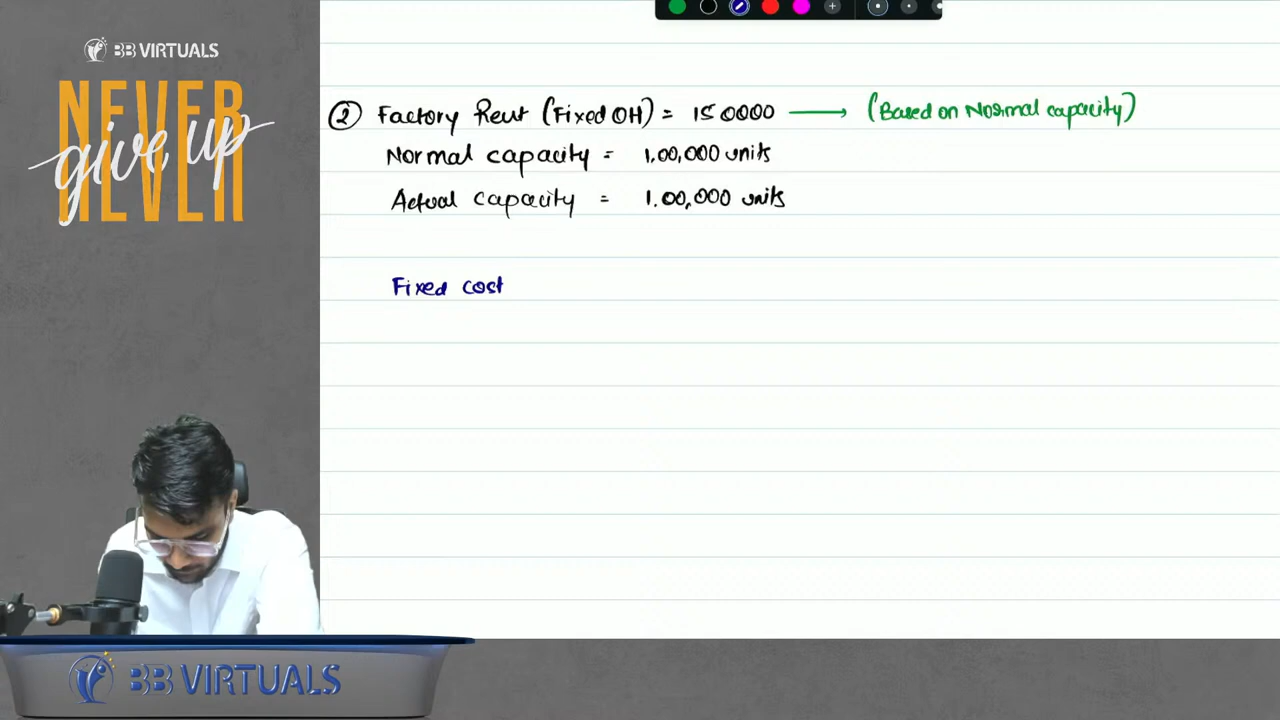 BB VIRTUALS
NEVER
give up
NEVER
② Factory Rent (Fixed OH) = 150000 → (Based on Normal capacity)
Normal capacity = 1,00,000 units
Actual capacity = 1,00,000 units
Fixed cost
BB VIRTUALS